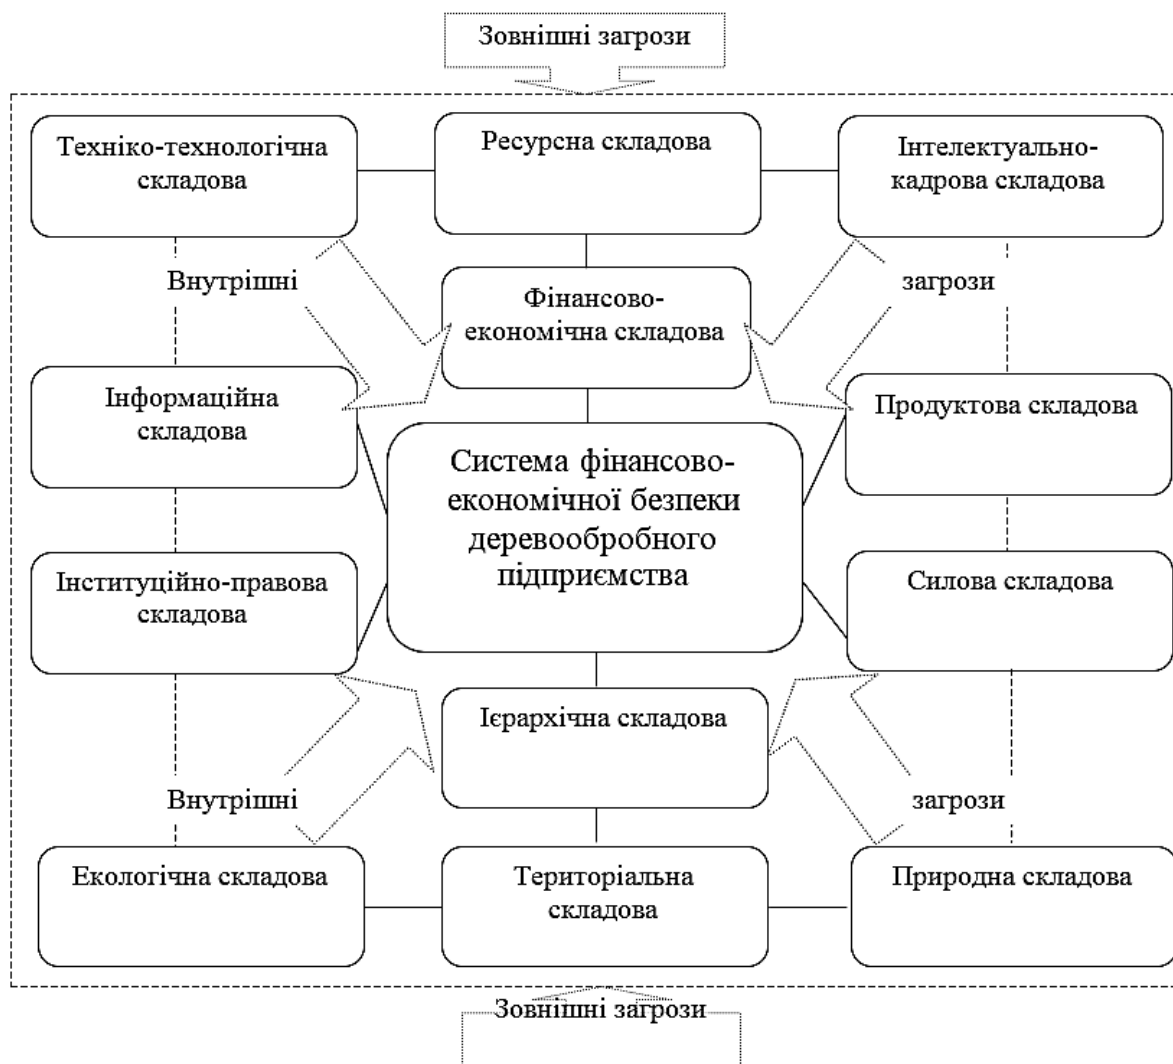 Зовнішні загрози
Техніко-технологічна
складова
Ресурсна складова
Інтелектуально-
кадрова складова
Внутрішні
загрози
Фінансово-
економічна складова
Інформаційна
складова
Продуктова складова
Система фінансово-
економічної безпеки
деревообробного
підприємства
Інституційно-правова
складова
Силова складова
Ієрархічна складова
Внутрішні
загрози
Екологічна складова
Територіальна
складова
Природна складова
Зовнішні загрози